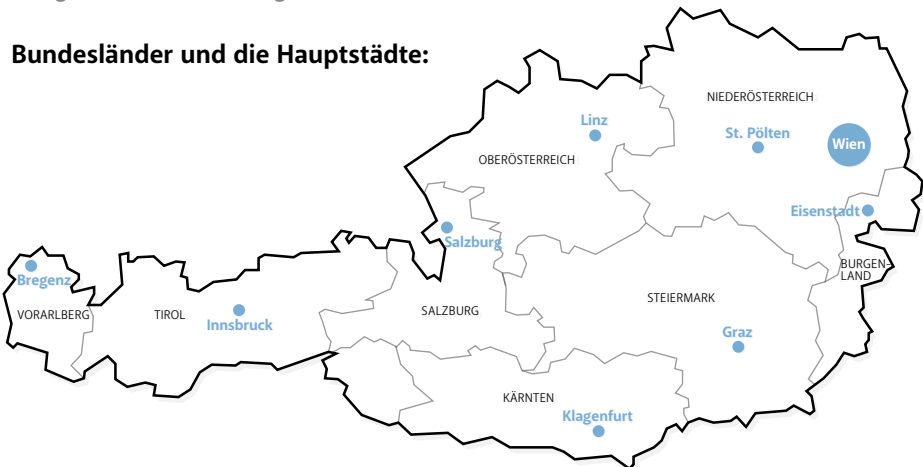 Bundesländer und die Hauptstädte:
NIEDERÖSTERREICH
Linz
St. Pölten
Wien
OBERÖSTERREICH
Eisenstadt
Salzburg
BURGEN-
LAND
Bregenz
VORARLBERG
TIROL
Innsbruck
SALZBURG
STEIERMARK
Graz
KÄRNTEN
Klagenfurt